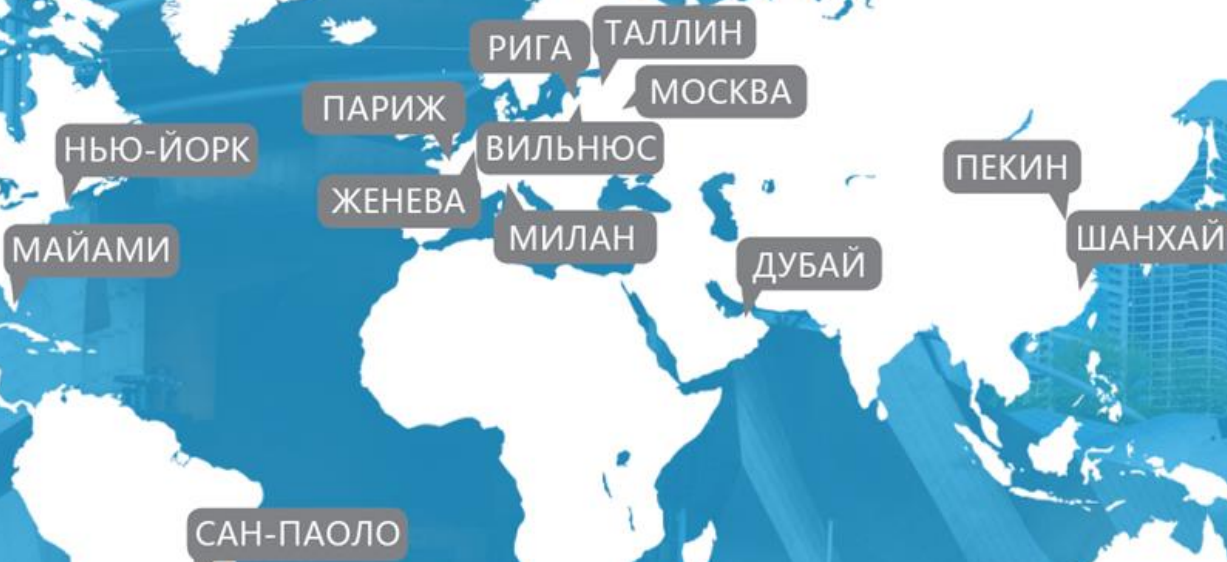 ТАЛЛИН
РИГА
МОСКВА
ПАРИЖ
НЬЮ-ЙОРК
ВИЛЬНЮС
ПЕКИН
ЖЕНЕВА
МАЙАМИ
МИЛАН
ШАНХАЙ
ДУБАЙ
САН-ПАОЛО